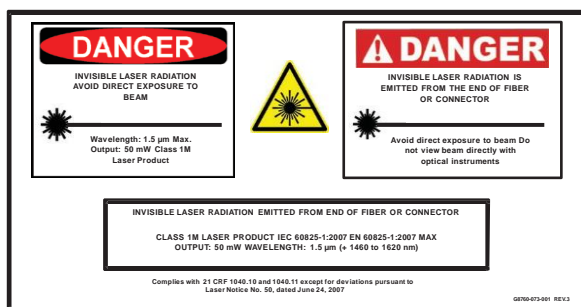 DANGER
INVISIBLE LASER RADIATION
AVOID DIRECT EXPOSURE TO
BEAM
Wavelength: 1.5 µm Max.
Output: 50 mW Class 1M
Laser Product
DANGER
INVISIBLE LASER RADIATION IS
EMITTED FROM THE END OF FIBER
OR CONNECTOR
Avoid direct exposure to beam Do
not view beam directly with
optical instruments
INVISIBLE LASER RADIATION EMITTED FROM END OF FIBER OR CONNECTOR
CLASS 1M LASER PRODUCT IEC 60825-1:2007 EN 60825-1:2007 MAX
OUTPUT: 50 mW WAVELENGTH: 1.5 µm (+ 1460 to 1620 nm)
Complies with 21 CRF 1040.10 and 1040.11 except for deviations pursuant to
Laser Notice No. 50, dated June 24, 2007
G8760-073-001 REV.3